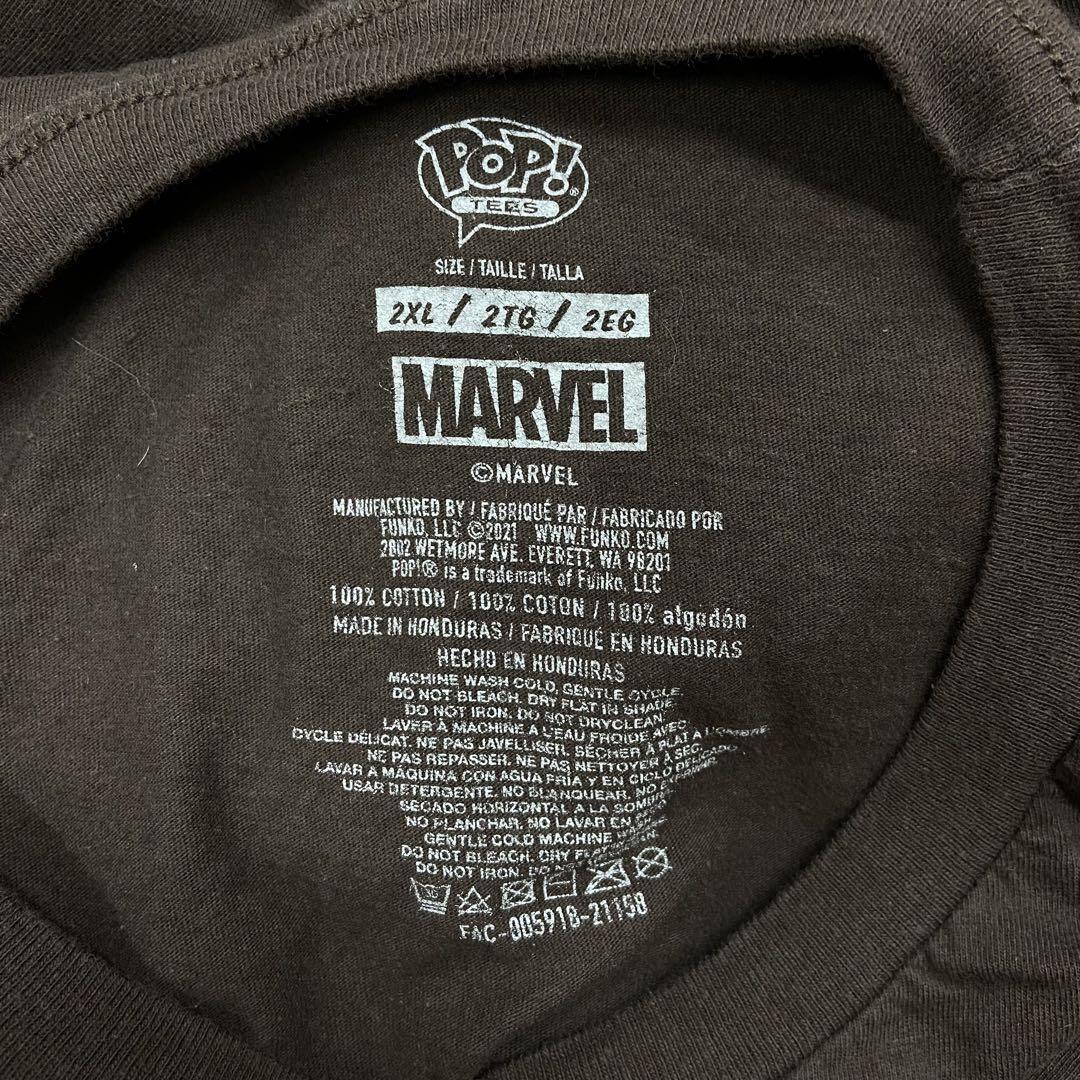 POP!®
TEES
SIZE / TAILLE / TALLA
2XL / 2TG / 2EG
MARVEL
©MARVEL
MANUFACTURED BY / FABRIQUÉ PAR / FABRICADO POR
FUNKO, LLC ©2021 WWW.FUNKO.COM
2802 WETMORE AVE. EVERETT, WA 98201
POP!® is a trademark of Funko, LLC
100% COTTON / 100% COTON / 100% algodón
MADE IN HONDURAS / FABRIQUÉ EN HONDURAS
HECHO EN HONDURAS
MACHINE WASH COLD, GENTLE CYCLE.
DO NOT BLEACH. DRY FLAT IN SHADE.
DO NOT IRON. DO NOT DRYCLEAN.
LAVER À MACHINE A L'EAU FROIDE AVEC
CYCLE DÉLICAT. NE PAS JAVELLISER. SÉCHER À PLAT A L'OMBRE.
NE PAS REPASSER. NE PAS NETTOYER À SEC.
LAVAR A MÁQUINA CON AGUA FRÍA Y EN CICLO DELICADO.
USAR DETERGENTE. NO BLANQUEAR. NO EXPRIMIR.
SECADO HORIZONTAL A LA SOMBRA
NO PLANCHAR. NO LAVAR EN
GENTLE COLD MACHINE
DO NOT BLEACH. DRY
DO NOT IRON. DO
30
FAC-005918-21158